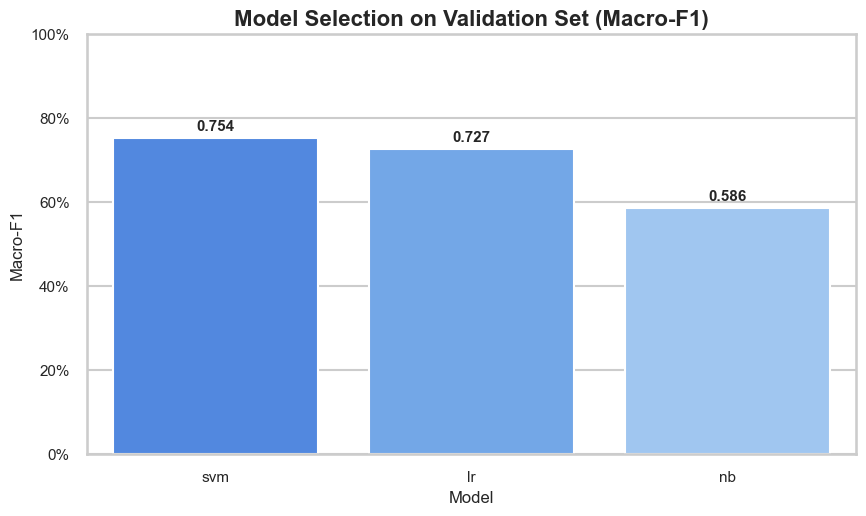 Model Selection on Validation Set (Macro-F1)
100%
80%
60%
40%
20%
0%
Macro-F1
0.754
0.727
0.586
svm
lr
nb
Model